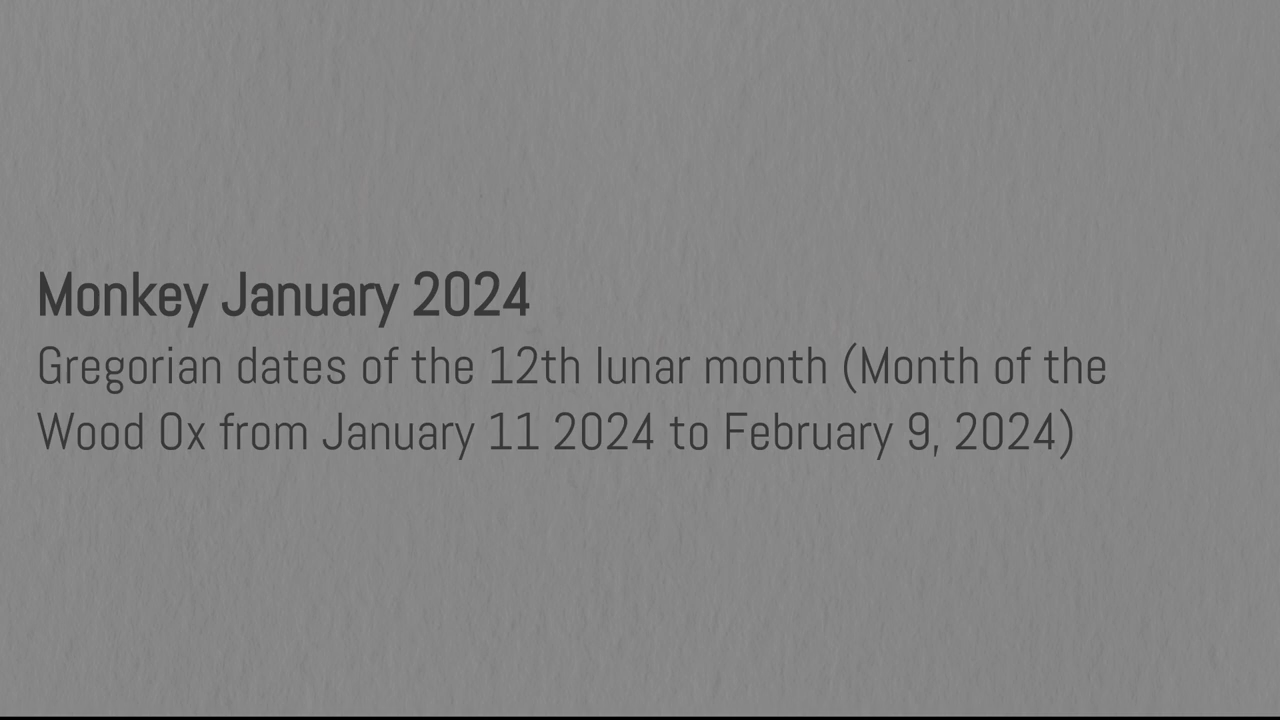 Monkey January 2024
Gregorian dates of the 12th lunar month (Month of the
Wood Ox from January 11 2024 to February 9, 2024)